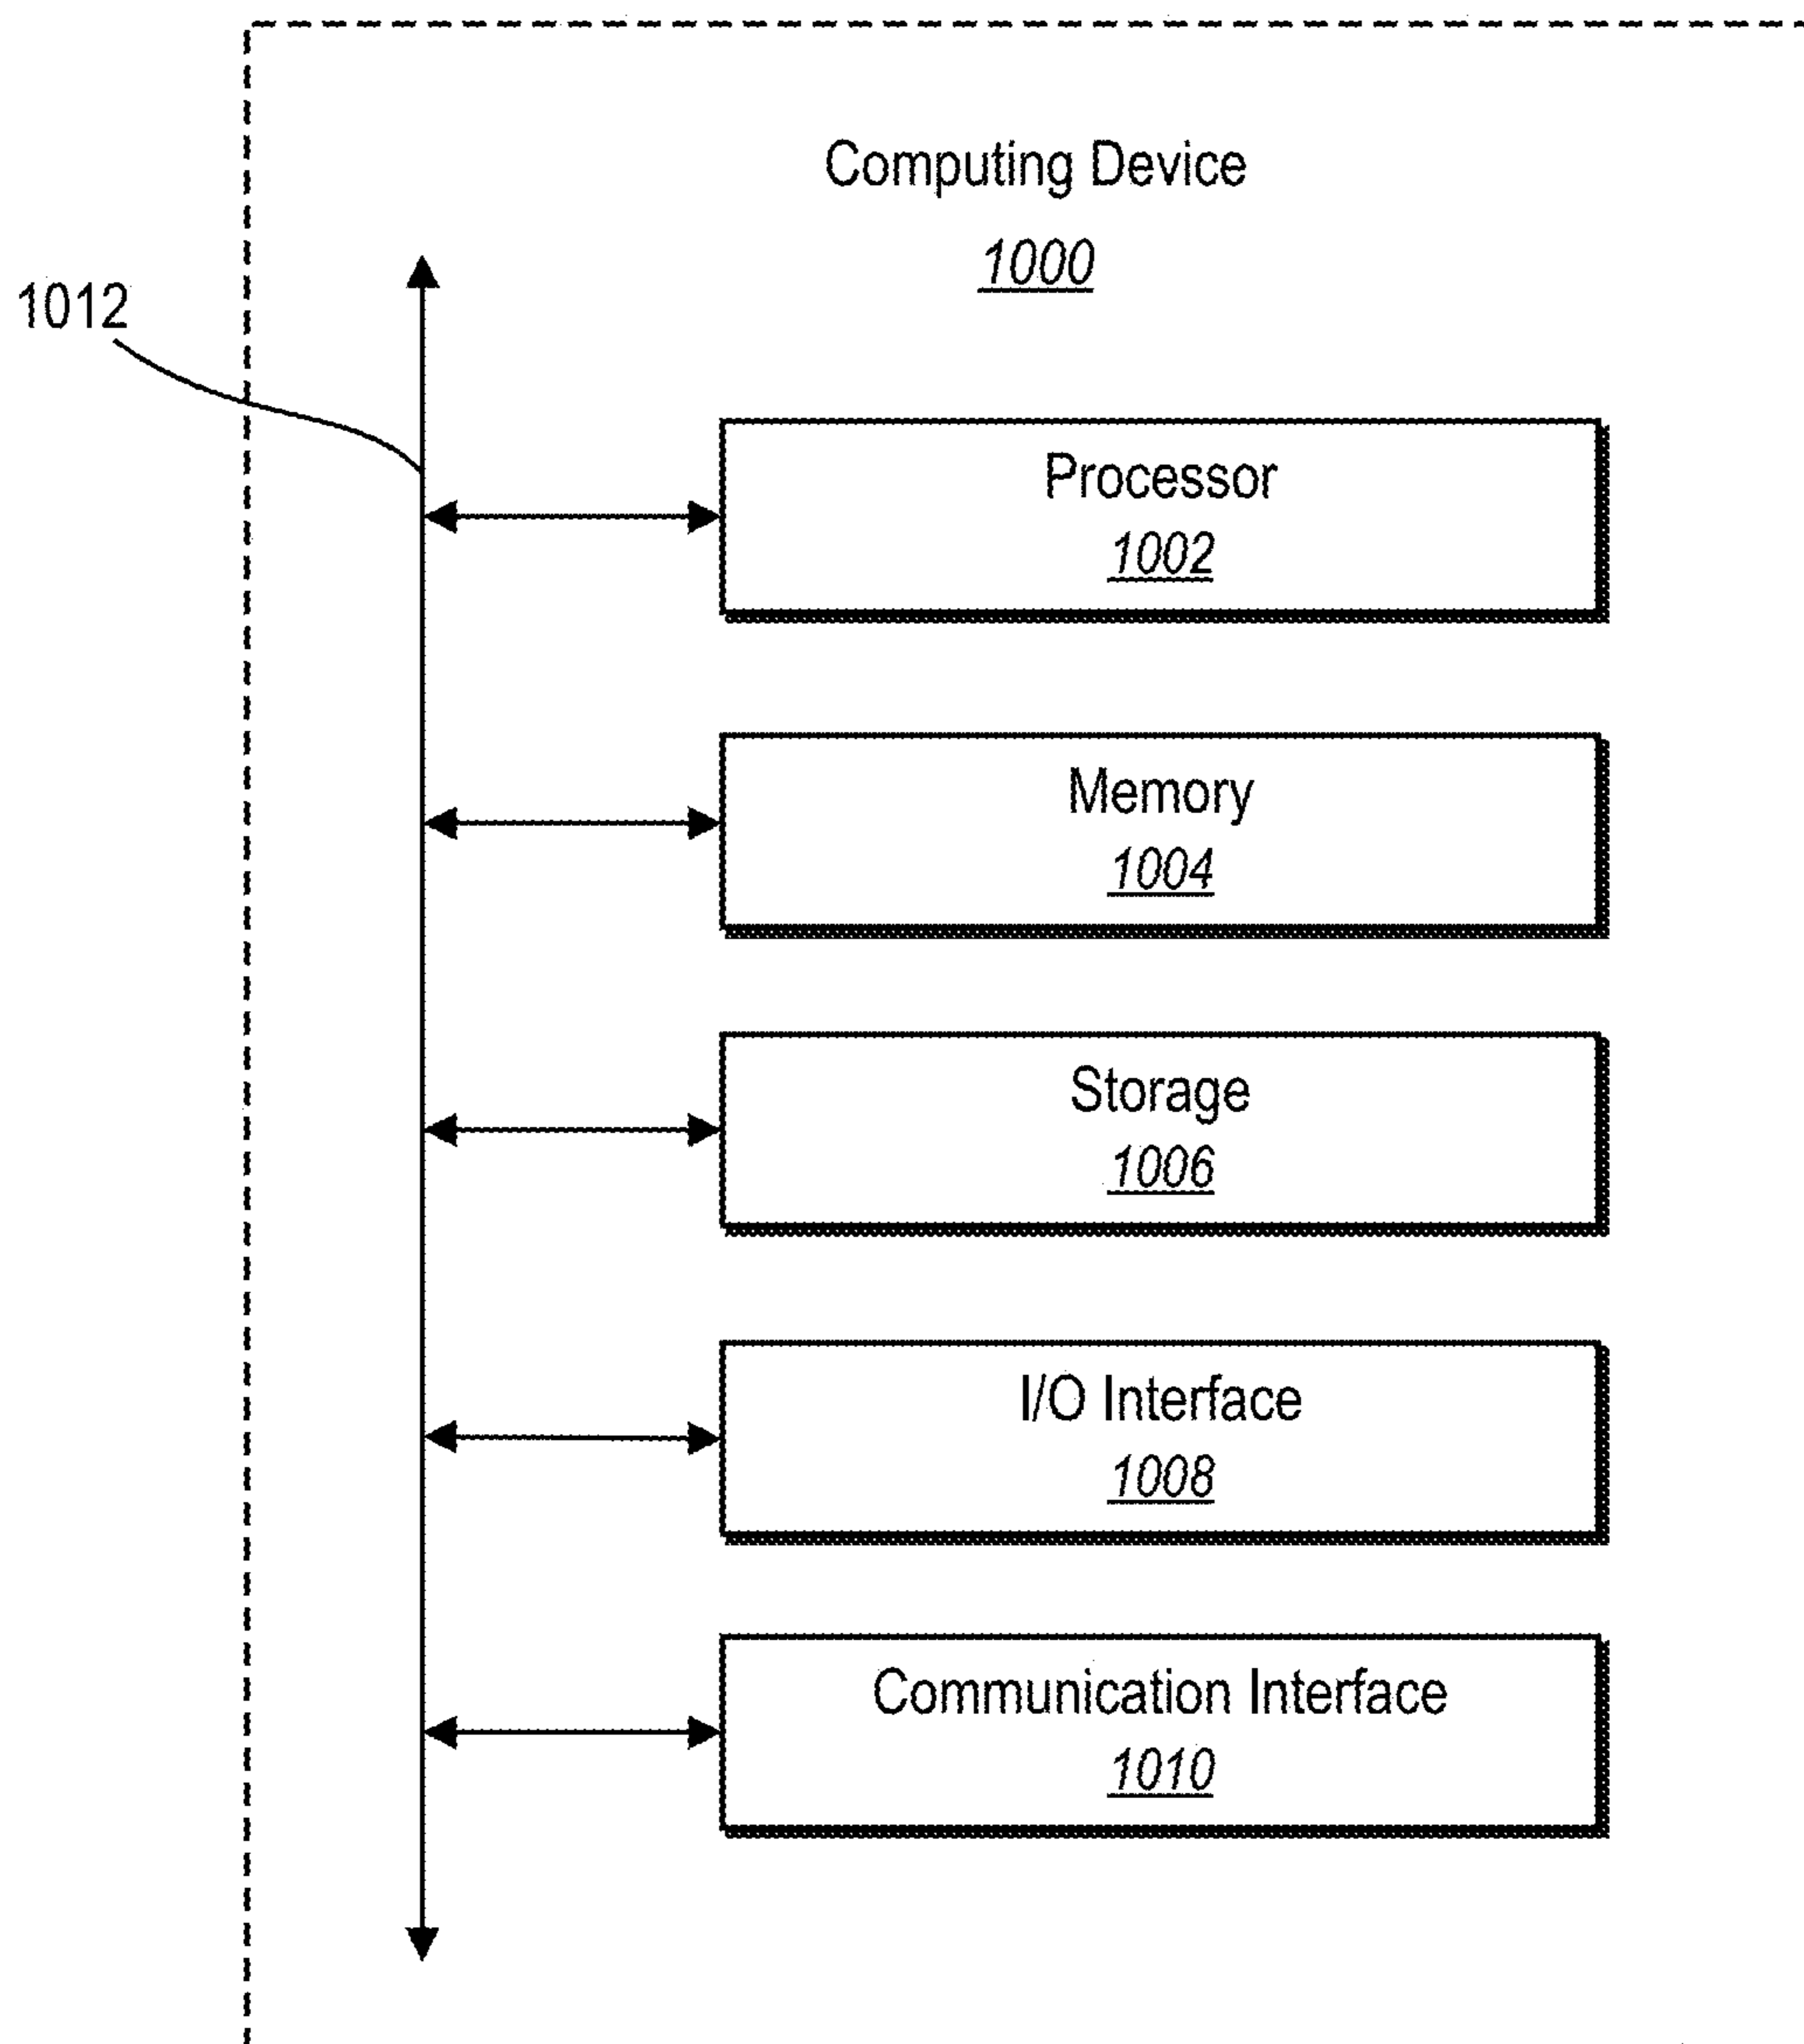 Computing Device
1000
1012
Processor
1002
Memory
1004
Storage
1006
I/O Interface
1008
Communication Interface
1010